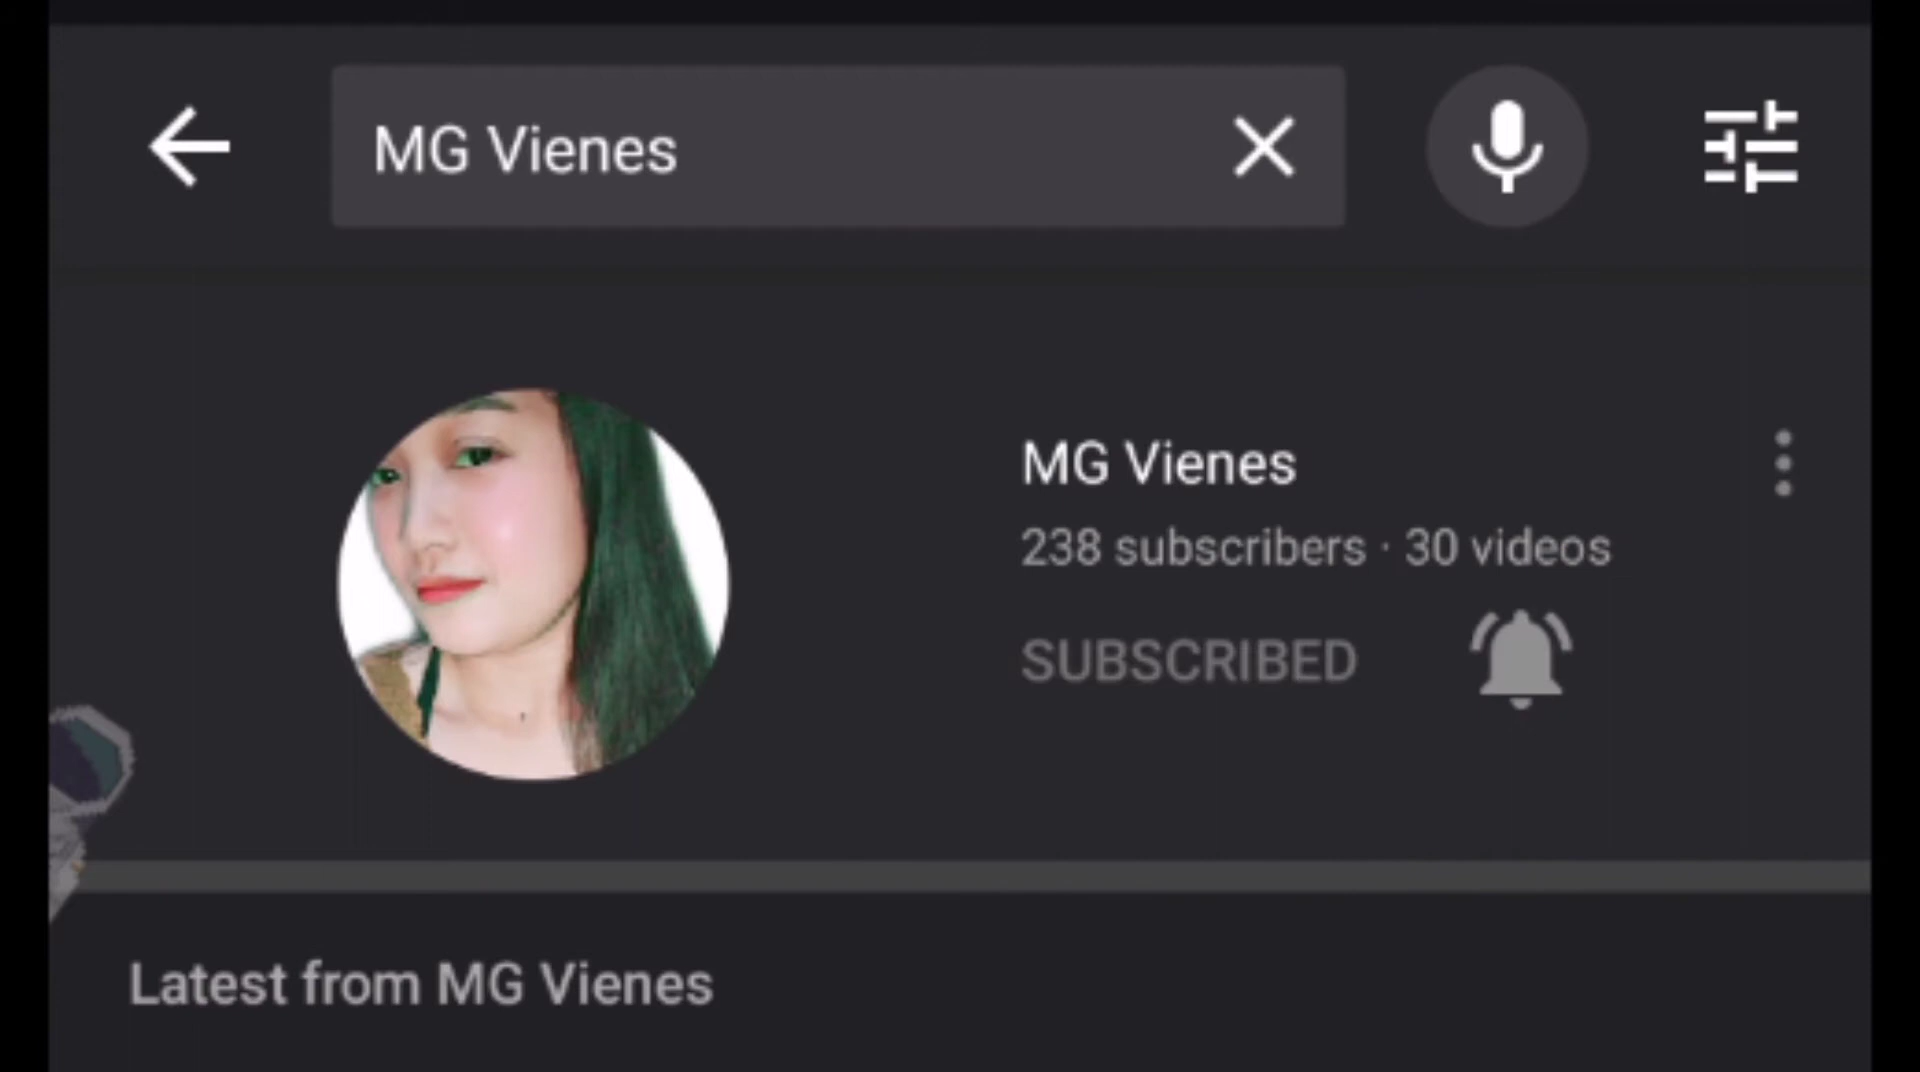 MG Vienes
MG Vienes
238 subscribers · 30 videos
SUBSCRIBED
Latest from MG Vienes